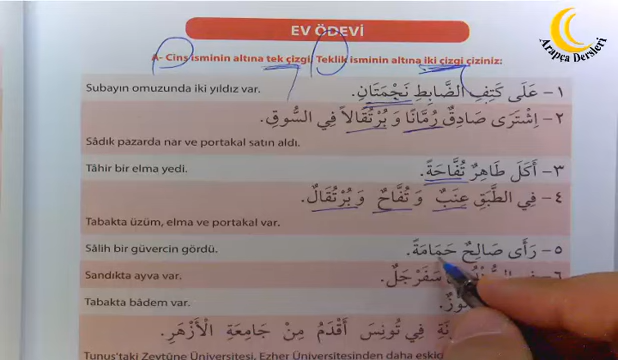 EV ÖDEVİ
Arapça Dersleri
A- Cins isminin altına tek çizgi, Teklik isminin altına iki çizgi çiziniz:
Subayın omuzunda iki yıldız var.
١- عَلَى كَتِفِ الضَّابِطِ نَجْمَتَانِ.
٢- اِشْتَرَى صَادِقٌ رُمَّانًا وَ بُرْتُقَالاً فِي السُّوقِ.
Sâdık pazarda nar ve portakal satın aldı.
Tâhir bir elma yedi.
٣- أَكَلَ طَاهِرٌ تُفَّاحَةً.
٤- فِي الطَّبَقِ عِنَبٌ وَ تُفَّاحٌ وَ بُرْتُقَالٌ.
Tabakta üzüm, elma ve portakal var.
Sâlih bir güvercin gördü.
٥- رَأَى صَالِحٌ حَمَامَةً.
Sandıkta ayva var.
٦- سَفَرْجَلٌ.
Tabakta bâdem var.
فِي تُونِسَ أَقْدَمُ مِنْ جَامِعَةِ الْأَزْهَرِ.
Tunus'taki Zeytûne Üniversitesi, Ezher Üniversitesinden daha eskid